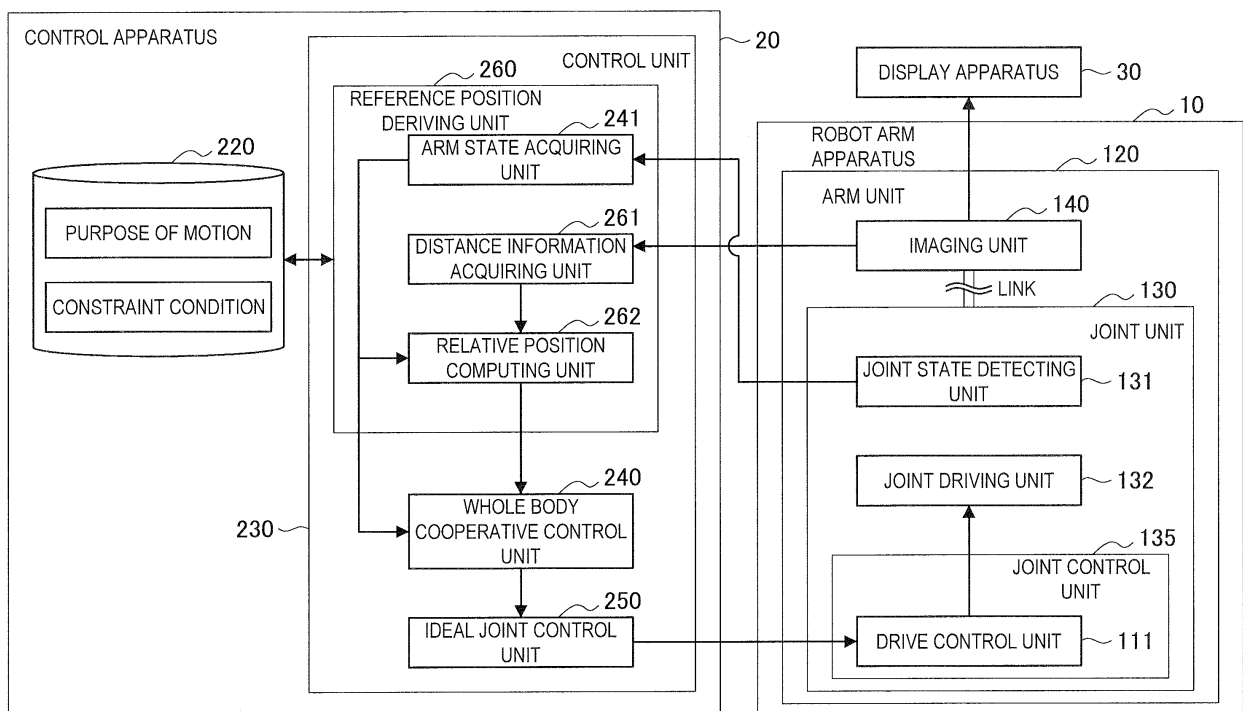 CONTROL APPARATUS
20
CONTROL UNIT
260
REFERENCE POSITION
DERIVING UNIT
241
ARM STATE ACQUIRING
UNIT
220
PURPOSE OF MOTION
CONSTRAINT CONDITION
261
DISTANCE INFORMATION
ACQUIRING UNIT
262
RELATIVE POSITION
COMPUTING UNIT
230
240
WHOLE BODY
COOPERATIVE CONTROL
UNIT
250
IDEAL JOINT CONTROL
UNIT
DISPLAY APPARATUS
30
10
ROBOT ARM
APPARATUS
120
ARM UNIT
140
IMAGING UNIT
LINK
130
JOINT UNIT
JOINT STATE DETECTING
UNIT
131
JOINT DRIVING UNIT
132
135
JOINT CONTROL
UNIT
DRIVE CONTROL UNIT
111